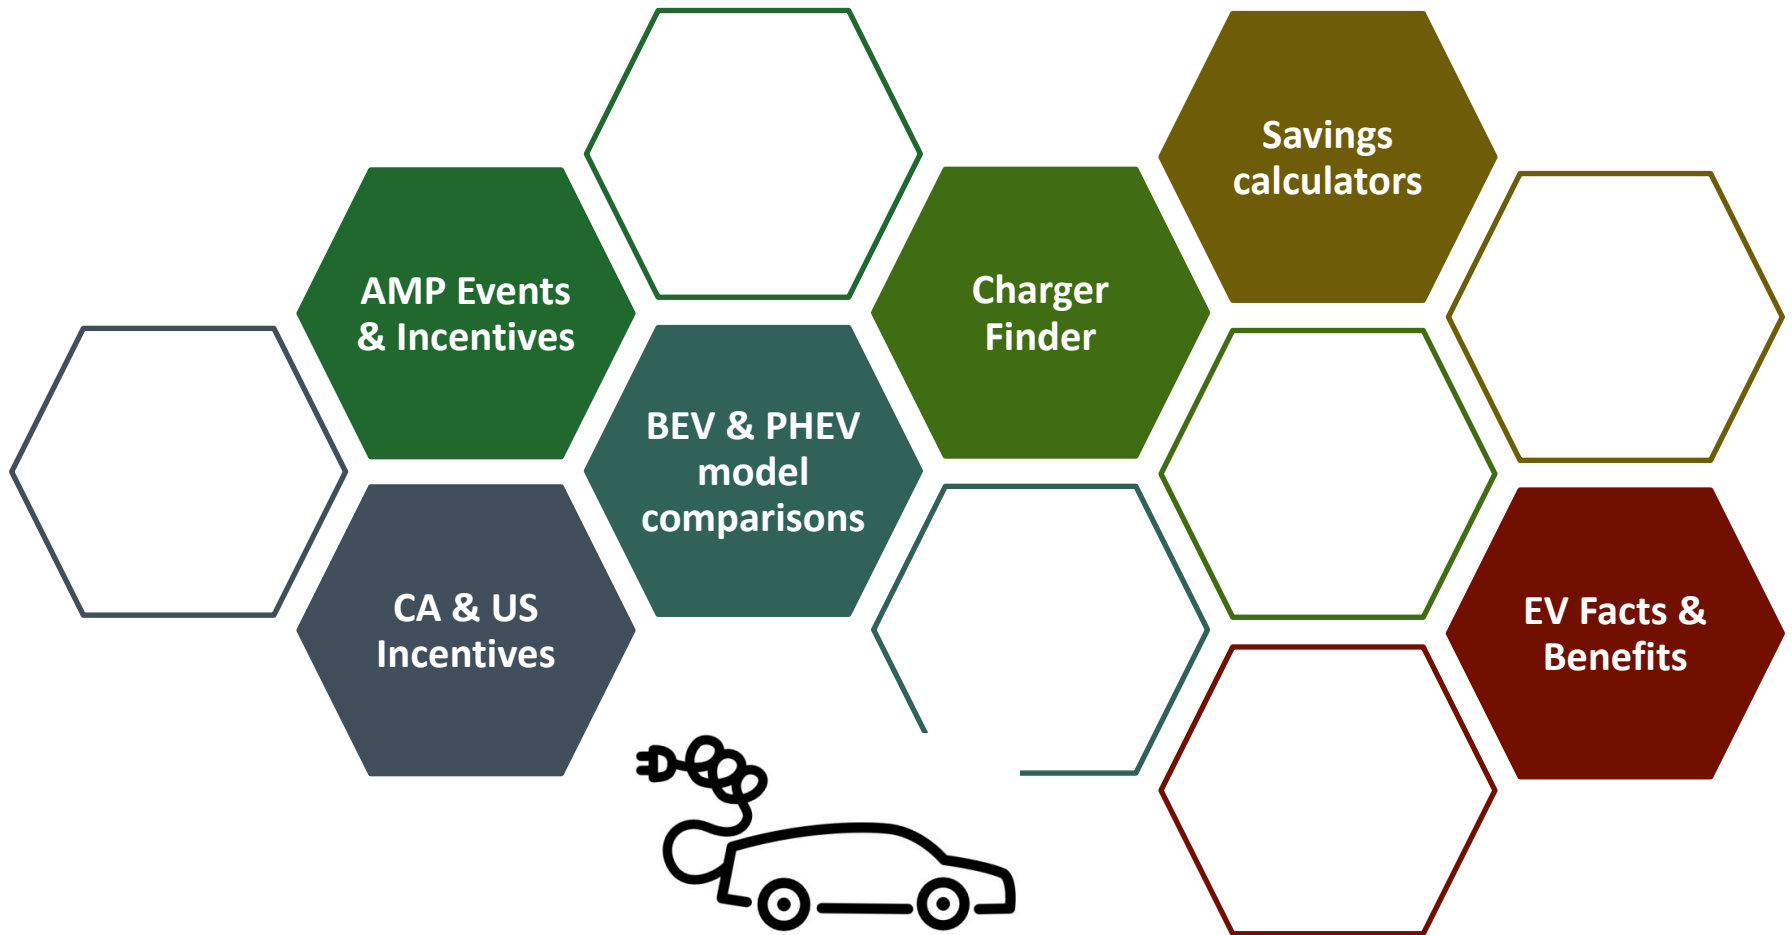 Savings
calculators
AMP Events
& Incentives
Charger
Finder
BEV & PHEV
model
comparisons
CA & US
Incentives
EV Facts &
Benefits